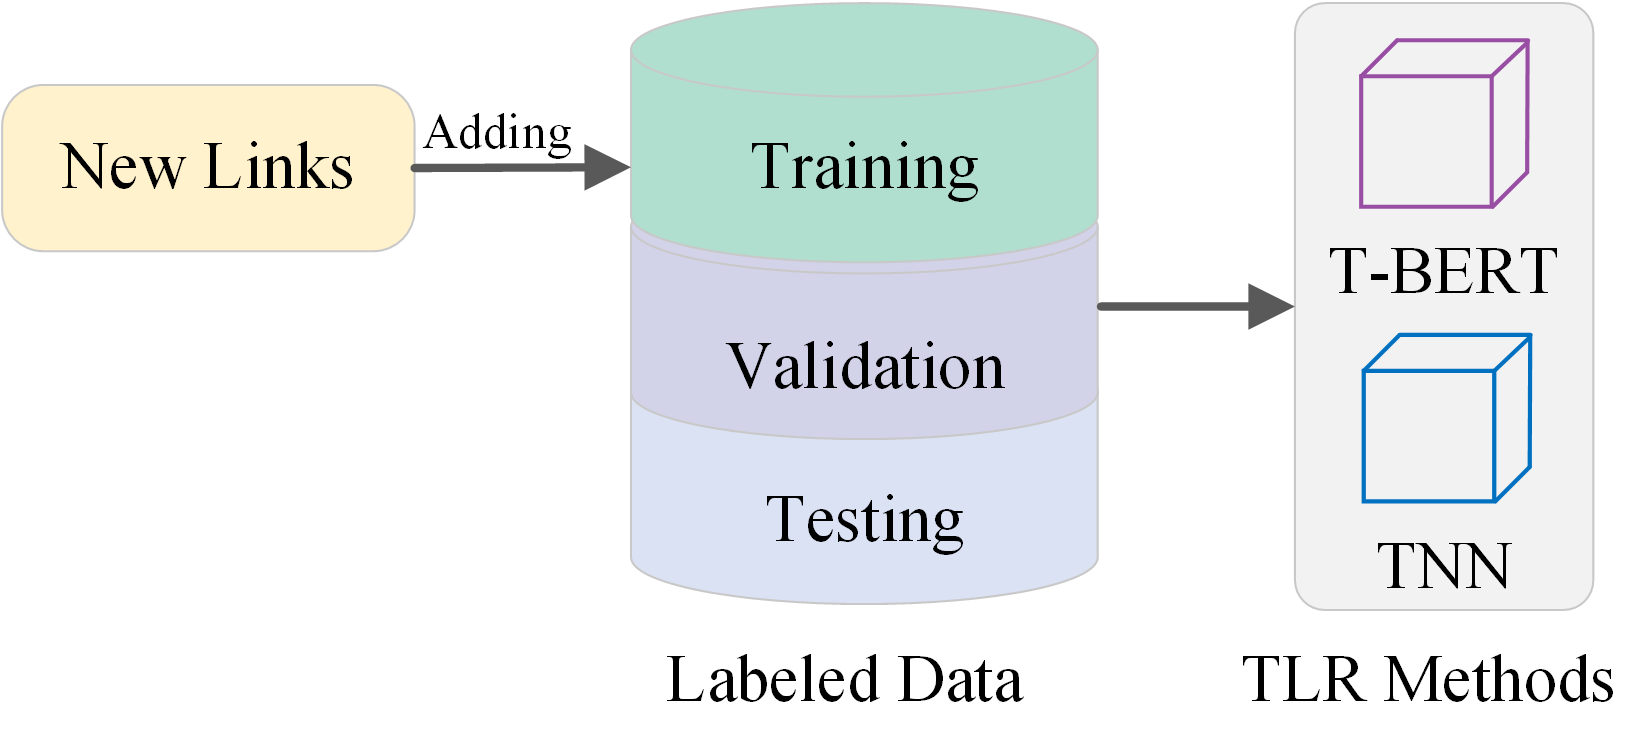 New Links
Adding
Training
Validation
Testing
Labeled Data
T-BERT
TNN
TLR Methods